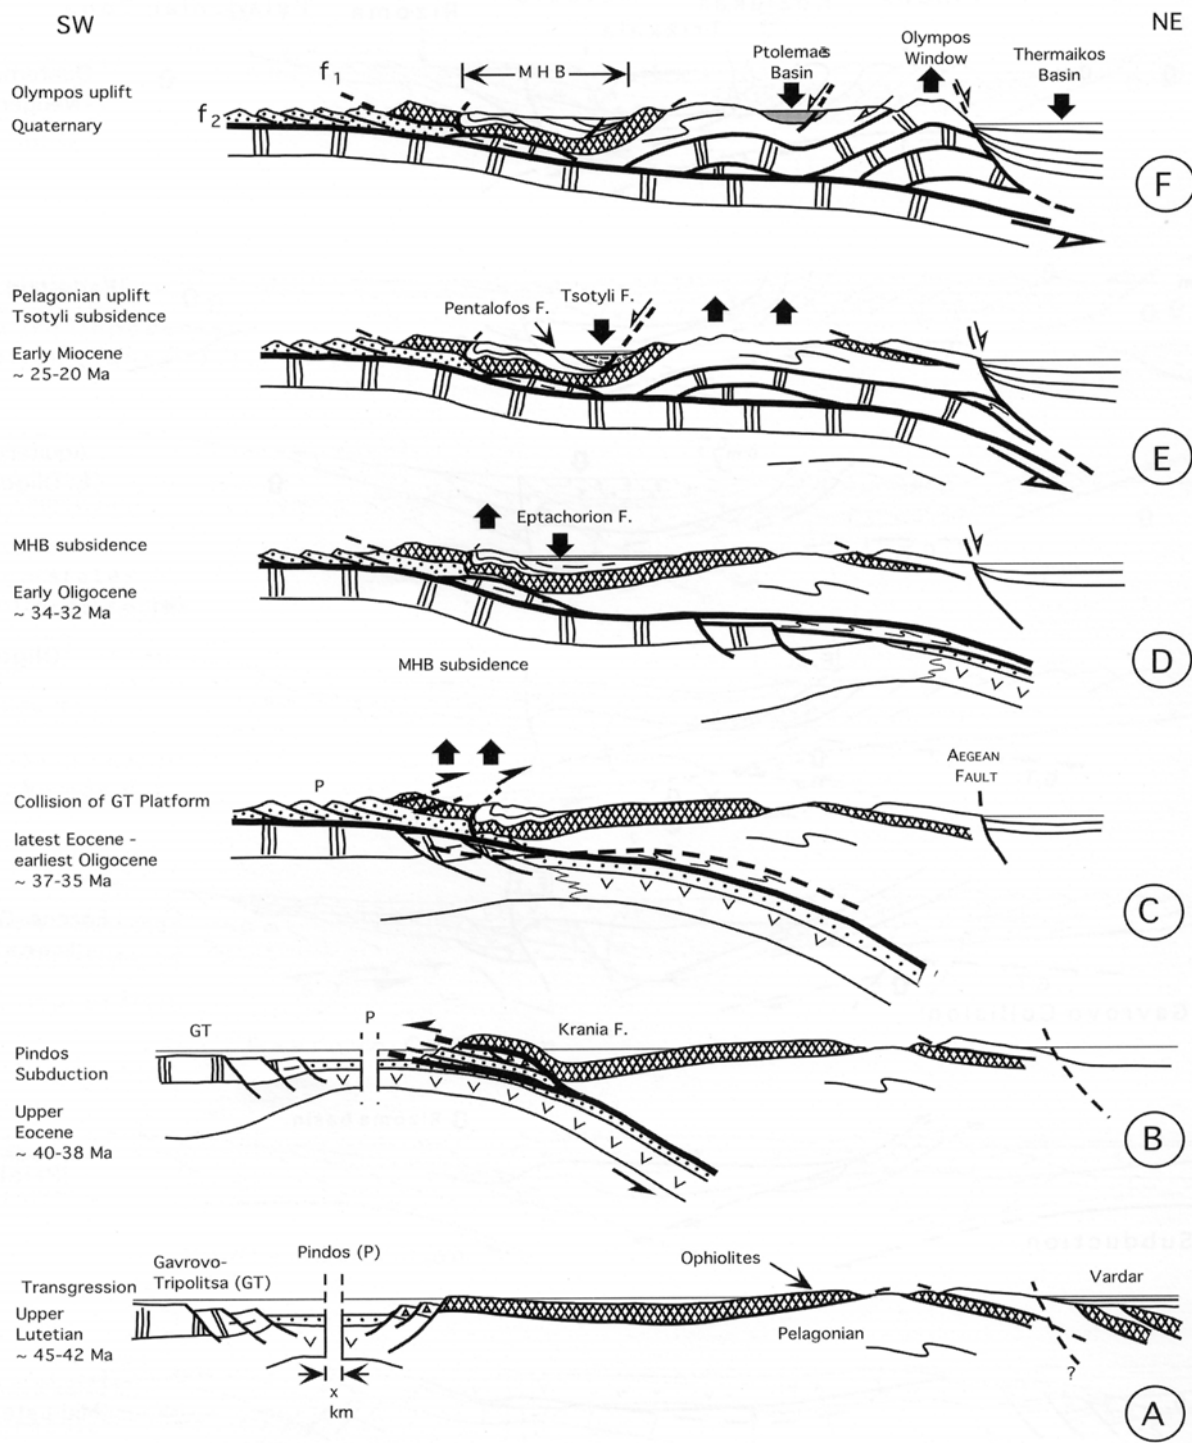 SW
NE
Olympos uplift
Quaternary
f1
f2
M H B
Basin
Olympos
Window
Thermaikos
Basin
F
Pelagonian uplift
Tsotyli subsidence
Early Miocene
~ 25-20 Ma
Pentalofos F.
Tsotyli F.
E
MHB subsidence
Early Oligocene
~ 34-32 Ma
Eptachorion F.
MHB subsidence
D
Collision of GT Platform
latest Eocene -
earliest Oligocene
~ 37-35 Ma
P
AEGEAN
FAULT
C
Pindos
Subduction
Upper
Eocene
~ 40-38 Ma
GT
P
Krania F.
B
Transgression
Upper
Lutetian
~ 45-42 Ma
Gavrovo-
Tripolitsa (GT)
Pindos (P)
Ophiolites
Vardar
Pelagonian
?
x
km
A